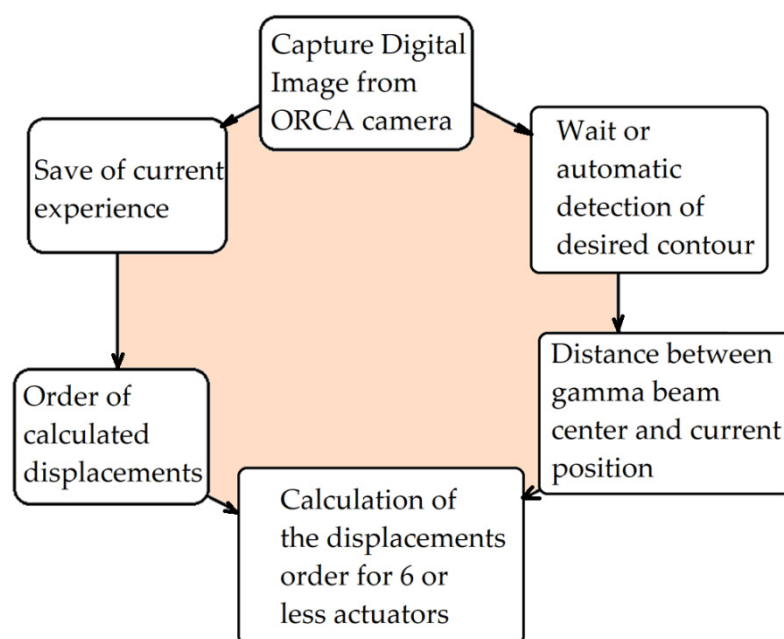 Capture Digital
Image from
ORCA camera
Save of current
experience
Wait or
automatic
detection of
desired contour
Order of
calculated
displacements
Distance between
gamma beam
center and current
position
Calculation of
the displacements
order for 6 or
less actuators